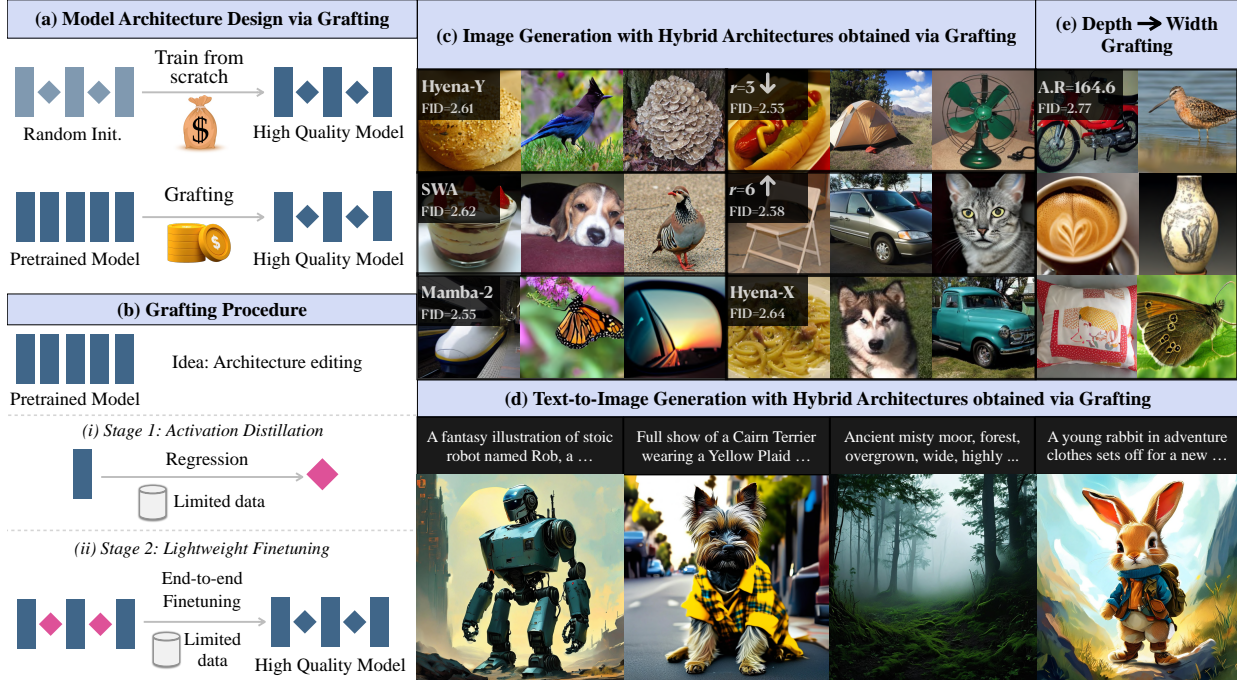 (a) Model Architecture Design via Grafting
Train from
scratch
$
Random Init.
High Quality Model
Grafting
$
Pretrained Model
High Quality Model
(b) Grafting Procedure
Idea: Architecture editing
Pretrained Model
(i) Stage 1: Activation Distillation
Regression
Limited data
(ii) Stage 2: Lightweight Finetuning
End-to-end
Finetuning
Limited
data
High Quality Model
(c) Image Generation with Hybrid Architectures obtained via Grafting
Hyena-Y
FID=2.61
r=3 ↓
FID=2.53
SWA
FID=2.62
r=6 ↑
FID=2.38
Mamba-2
FID=2.55
Hyena-X
FID=2.64
(e) Depth → Width
Grafting
A.R=164.6
FID=2.77
(d) Text-to-Image Generation with Hybrid Architectures obtained via Grafting
A fantasy illustration of stoic
robot named Rob, a …
Full show of a Cairn Terrier
wearing a Yellow Plaid …
Ancient misty moor, forest,
overgrown, wide, highly ...
A young rabbit in adventure
clothes sets off for a new …